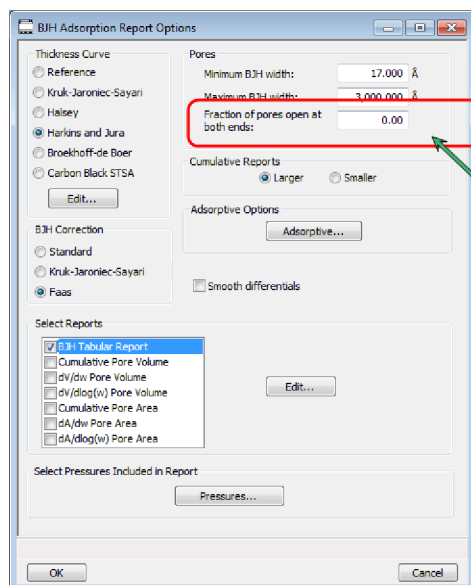 BJH Adsorption Report Options
Thickness Curve
Reference
Kruk-Jaroniec-Sayari
Halsey
Harkins and Jura
Broekhoff-de Boer
Carbon Black STSA
Edit...
BJH Correction
Standard
Kruk-Jaroniec-Sayari
Faas
Pores
Minimum BJH width: 17.000 Å
Maximum BJH width: 3,000.000 Å
Fraction of pores open at
both ends: 0.00
Cumulative Reports
Larger Smaller
Adsorptive Options
Adsorptive...
Smooth differentials
Select Reports
BJH Tabular Report
Cumulative Pore Volume
dV/dw Pore Volume
dV/dlog(w) Pore Volume
Cumulative Pore Area
dA/dw Pore Area
dA/dlog(w) Pore Area
Edit...
Select Pressures Included in Report
Pressures...
OK Cancel